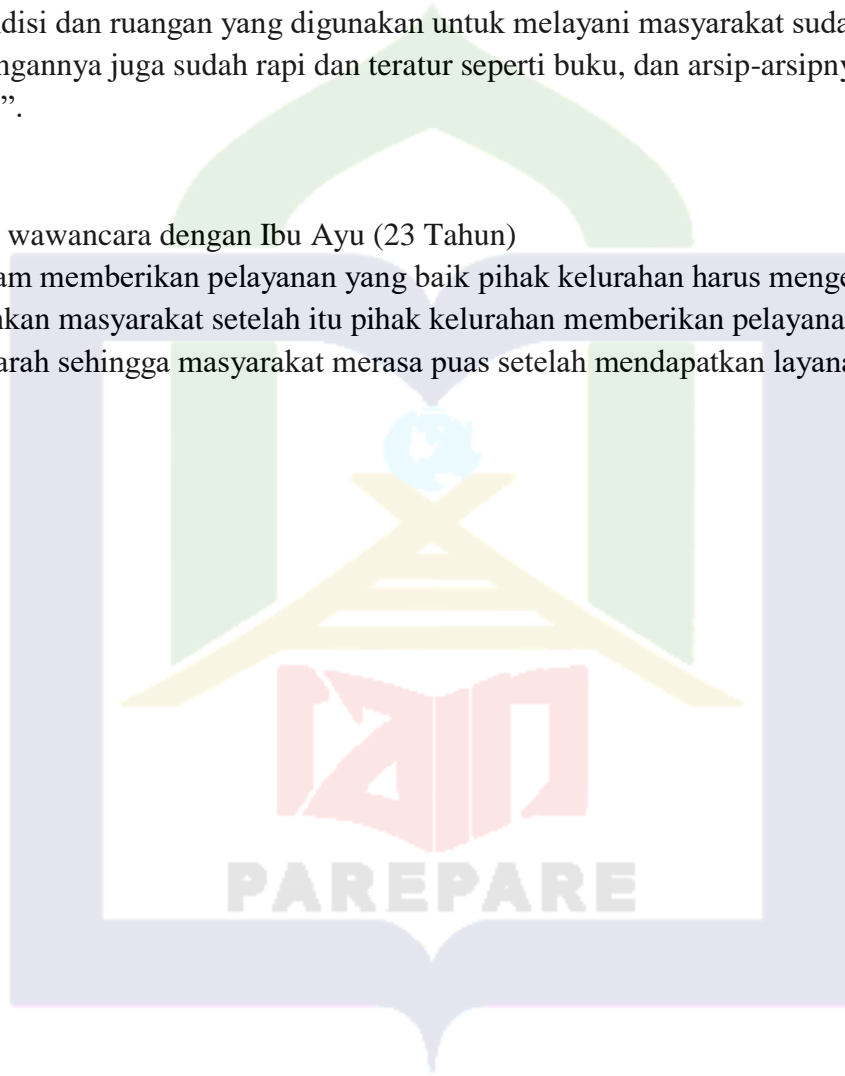 disi dan ruangan yang digunakan untuk melayani masyarakat suda
ngannya juga sudah rapi dan teratur seperti buku, dan arsip-arsipny
”.
wawancara dengan Ibu Ayu (23 Tahun)
am memberikan pelayanan yang baik pihak kelurahan harus menge
kan masyarakat setelah itu pihak kelurahan memberikan pelayana
arah sehingga masyarakat merasa puas setelah mendapatkan layana
iain
PAREPARE